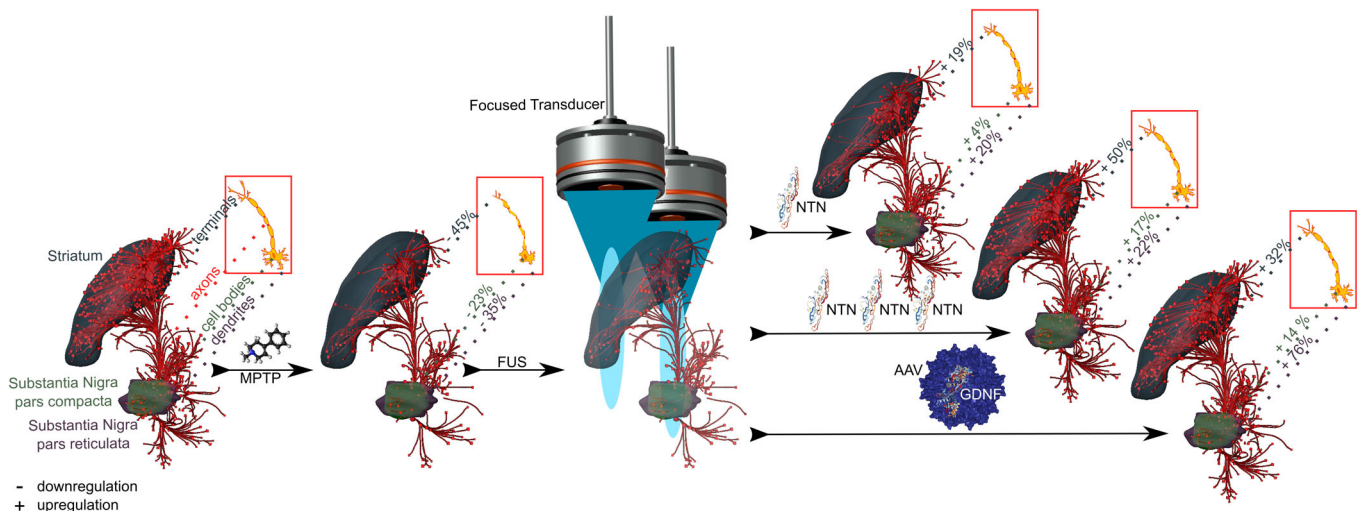 Focused Transducer
Striatum
terminals
axons
cell bodies
dendrites
Substantia Nigra
pars compacta
Substantia Nigra
pars reticulata
MPTP
- 45%
- 23%
- 35%
FUS
NTN
+ 19%
+ 4%
+ 20%
NTN NTN NTN
+ 50%
+ 17%
+ 22%
AAV
GDNF
+ 32%
+ 14 %
+76%
- downregulation
+ upregulation